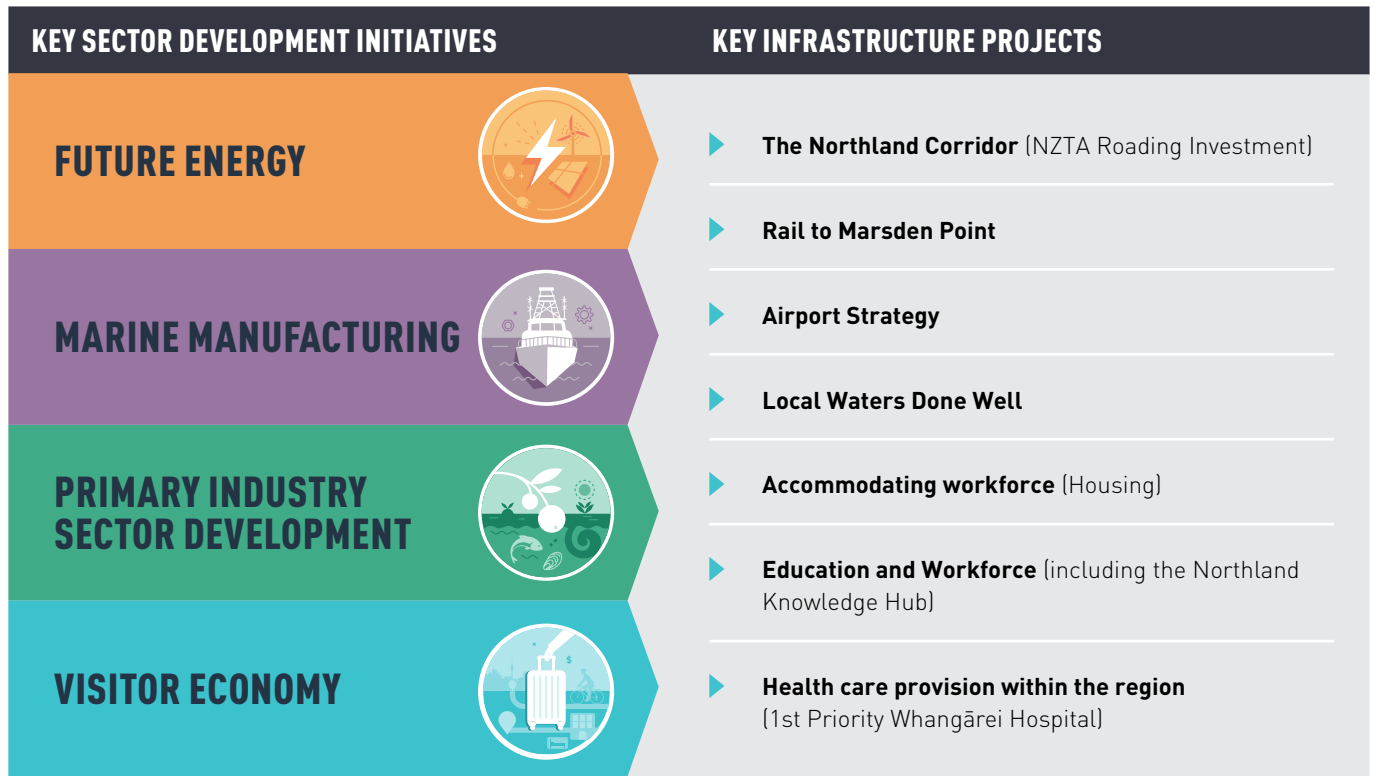 KEY SECTOR DEVELOPMENT INITIATIVES
FUTURE ENERGY
MARINE MANUFACTURING
PRIMARY INDUSTRY
SECTOR DEVELOPMENT
VISITOR ECONOMY
$
KEY INFRASTRUCTURE PROJECTS
The Northland Corridor (NZTA Roading Investment)
Rail to Marsden Point
Airport Strategy
Local Waters Done Well
Accommodating workforce (Housing)
Education and Workforce (including the Northland
Knowledge Hub)
Health care provision within the region
(1st Priority Whangārei Hospital)